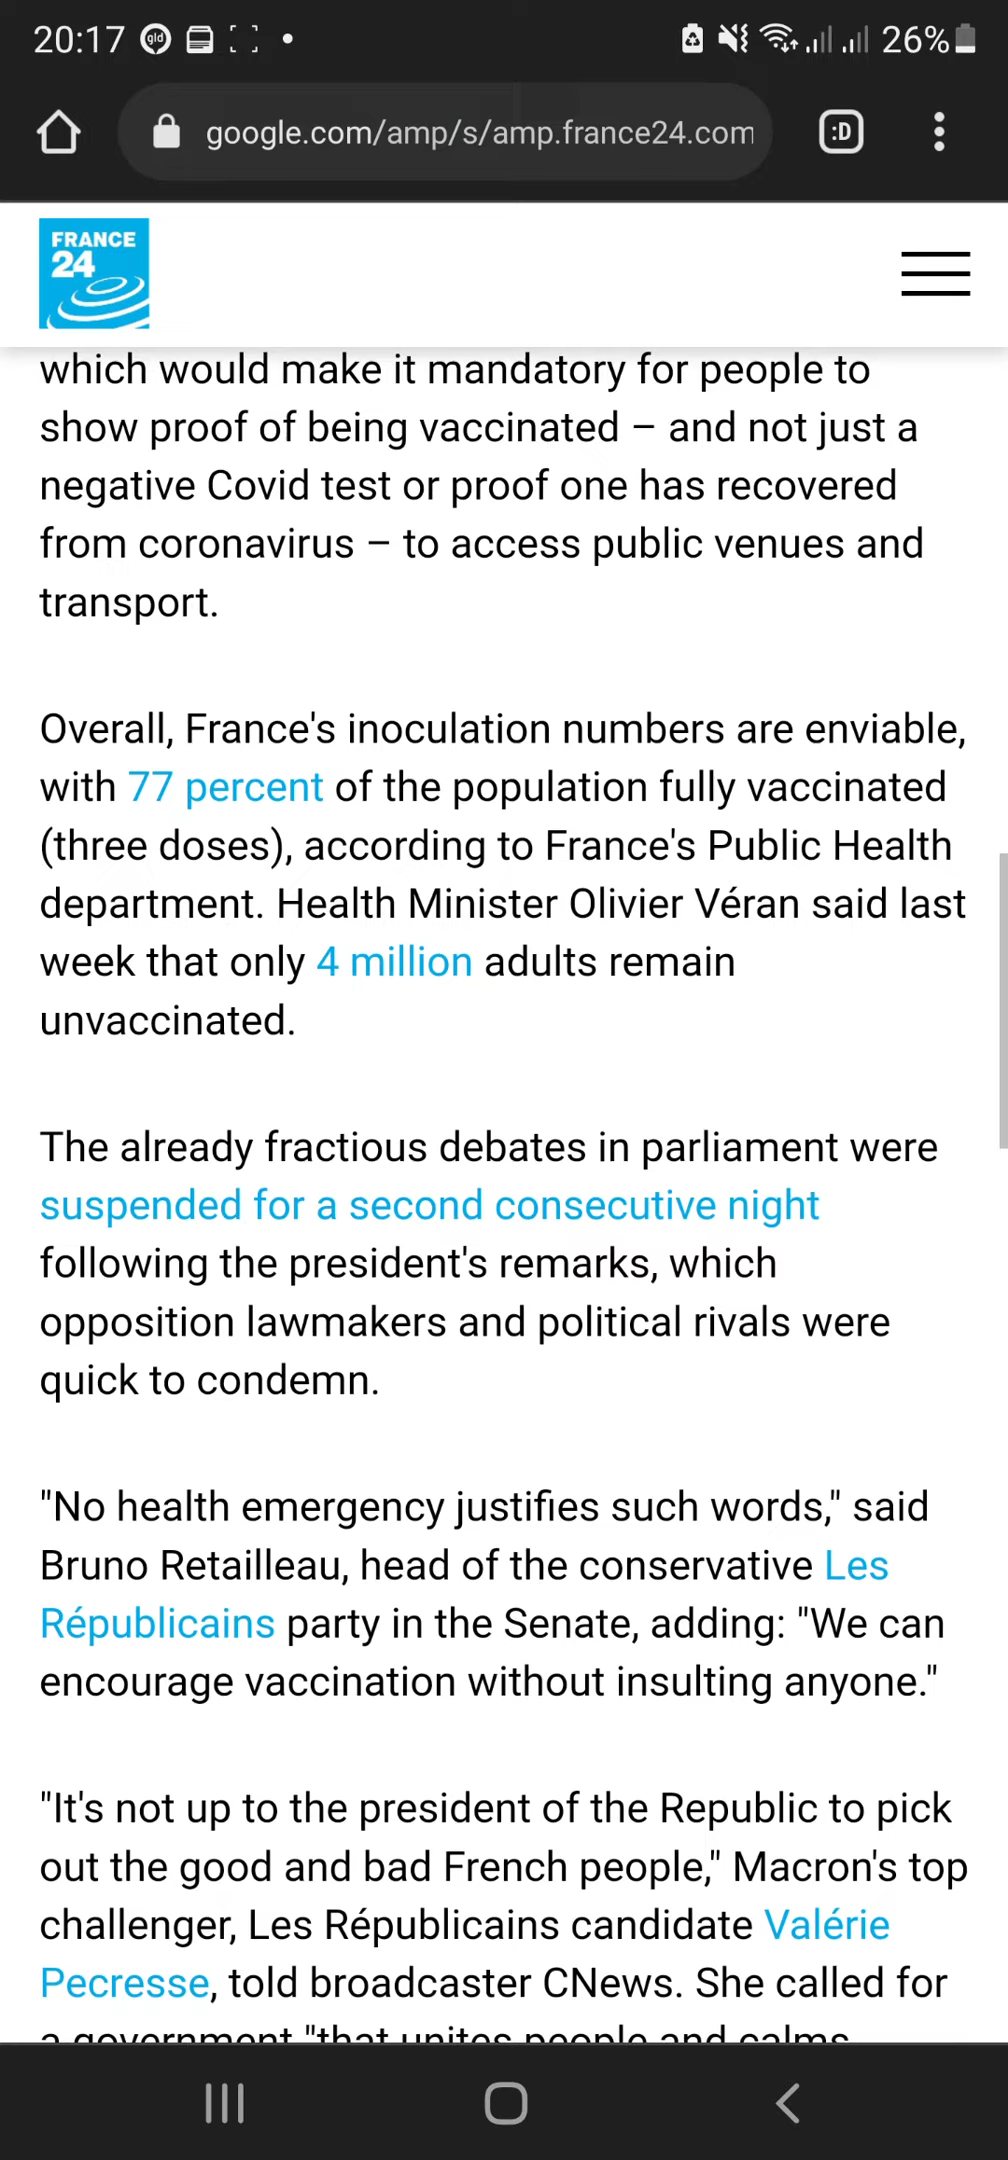 20:17 gld 26%
google.com/amp/s/amp.france24.com
:D
FRANCE
24
which would make it mandatory for people to
show proof of being vaccinated – and not just a
negative Covid test or proof one has recovered
from coronavirus – to access public venues and
transport.
Overall, France's inoculation numbers are enviable,
with 77 percent of the population fully vaccinated
(three doses), according to France's Public Health
department. Health Minister Olivier Véran said last
week that only 4 million adults remain
unvaccinated.
The already fractious debates in parliament were
suspended for a second consecutive night
following the president's remarks, which
opposition lawmakers and political rivals were
quick to condemn.
"No health emergency justifies such words," said
Bruno Retailleau, head of the conservative Les
Républicains party in the Senate, adding: "We can
encourage vaccination without insulting anyone."
"It's not up to the president of the Republic to pick
out the good and bad French people," Macron's top
challenger, Les Républicains candidate Valérie
Pecresse, told broadcaster CNews. She called for
a government "that unites people and calms